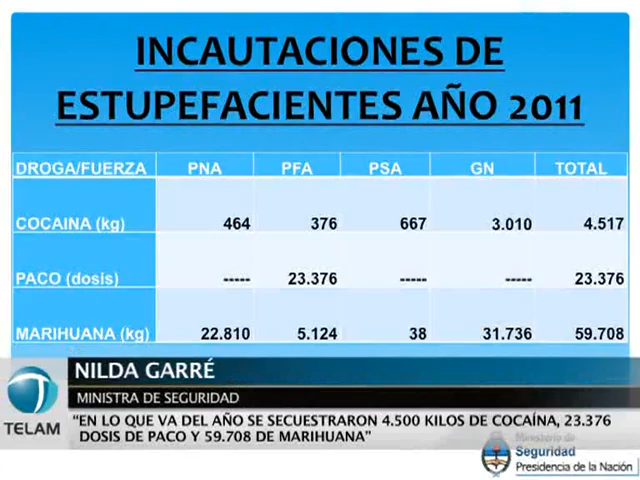 INCAUTACIONES DE
ESTUPEFACIENTES AÑO 2011
DROGA/FUERZA PNA PFA PSA GN TOTAL
COCAINA (kg) 464 376 667 3.010 4.517
PACO (dosis) ----- 23.376 ----- ----- 23.376
MARIHUANA (kg) 22.810 5.124 38 31.736 59.708
NILDA GARRÉ
MINISTRA DE SEGURIDAD
TELAM
“EN LO QUE VA DEL AÑO SE SECUESTRARON 4.500 KILOS DE COCAÍNA, 23.376
DOSIS DE PACO Y 59.708 DE MARIHUANA”
Ministerio de
Seguridad
Presidencia de la Nación